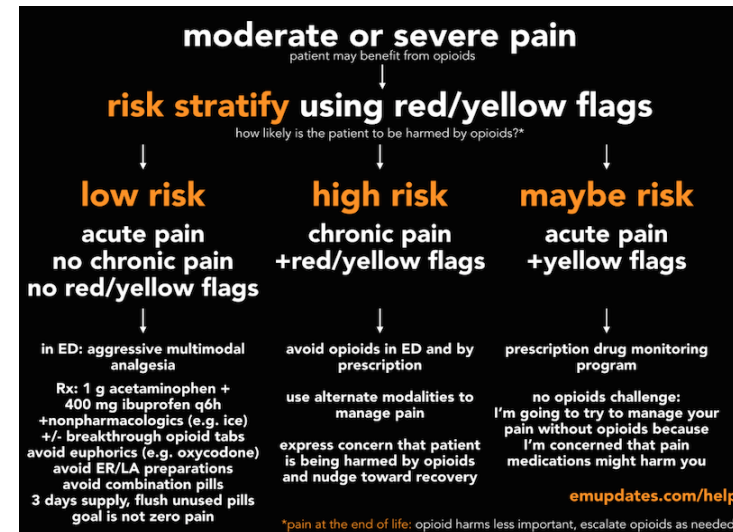 moderate or severe pain
patient may benefit from opioids
risk stratify using red/yellow flags
how likely is the patient to be harmed by opioids?*
low risk
acute pain
no chronic pain
no red/yellow flags
in ED: aggressive multimodal
analgesia
Rx: 1 g acetaminophen +
400 mg ibuprofen q6h
+nonpharmacologics (e.g. ice)
+/- breakthrough opioid tabs
avoid euphorics (e.g. oxycodone)
avoid ER/LA preparations
avoid combination pills
3 days supply, flush unused pills
goal is not zero pain
high risk
chronic pain
+red/yellow flags
avoid opioids in ED and by
prescription
use alternate modalities to
manage pain
express concern that patient
is being harmed by opioids
and nudge toward recovery
maybe risk
acute pain
+yellow flags
prescription drug monitoring
program
no opioids challenge:
I'm going to try to manage your
pain without opioids because
I'm concerned that pain
medications might harm you
emupdates.com/help
*pain at the end of life: opioid harms less important, escalate opioids as needed